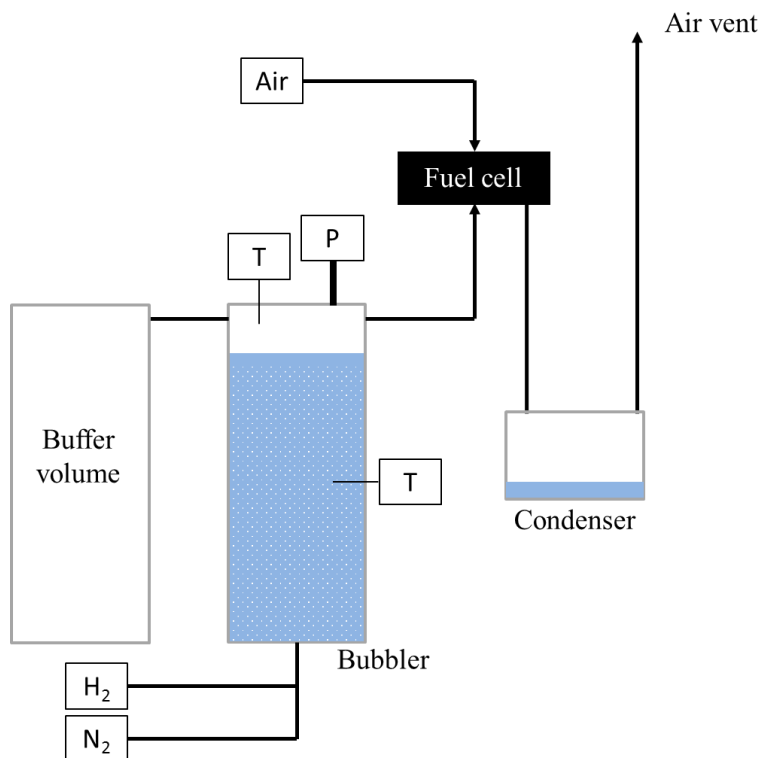 Air vent
Air
Fuel cell
P
T
Buffer
volume
T
Condenser
Bubbler
H₂
N₂